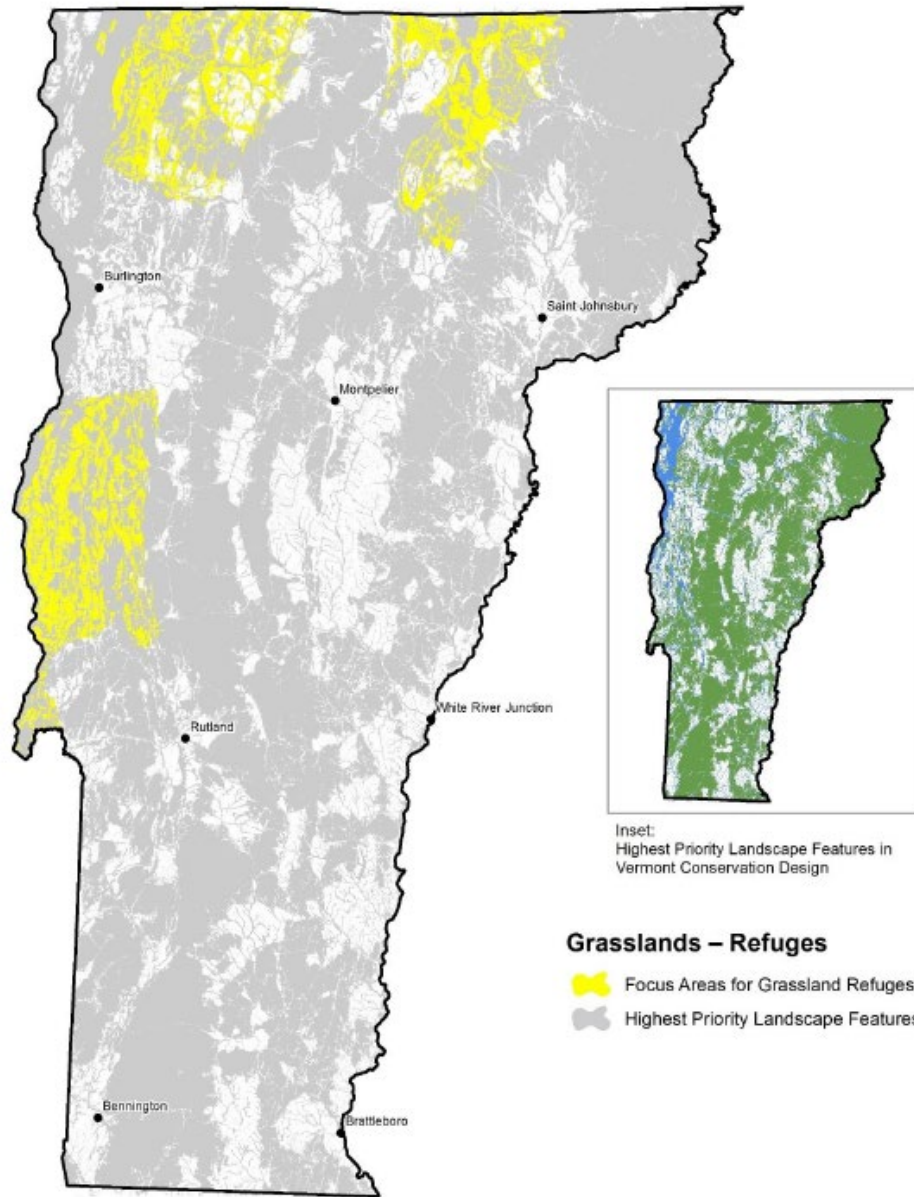 Burlington
Saint Johnsbury
Montpelier
White River Junction
Rutland
Inset:
Highest Priority Landscape Features in
Vermont Conservation Design
Grasslands – Refuges
Focus Areas for Grassland Refuges
Highest Priority Landscape Features
Bennington
Brattleboro